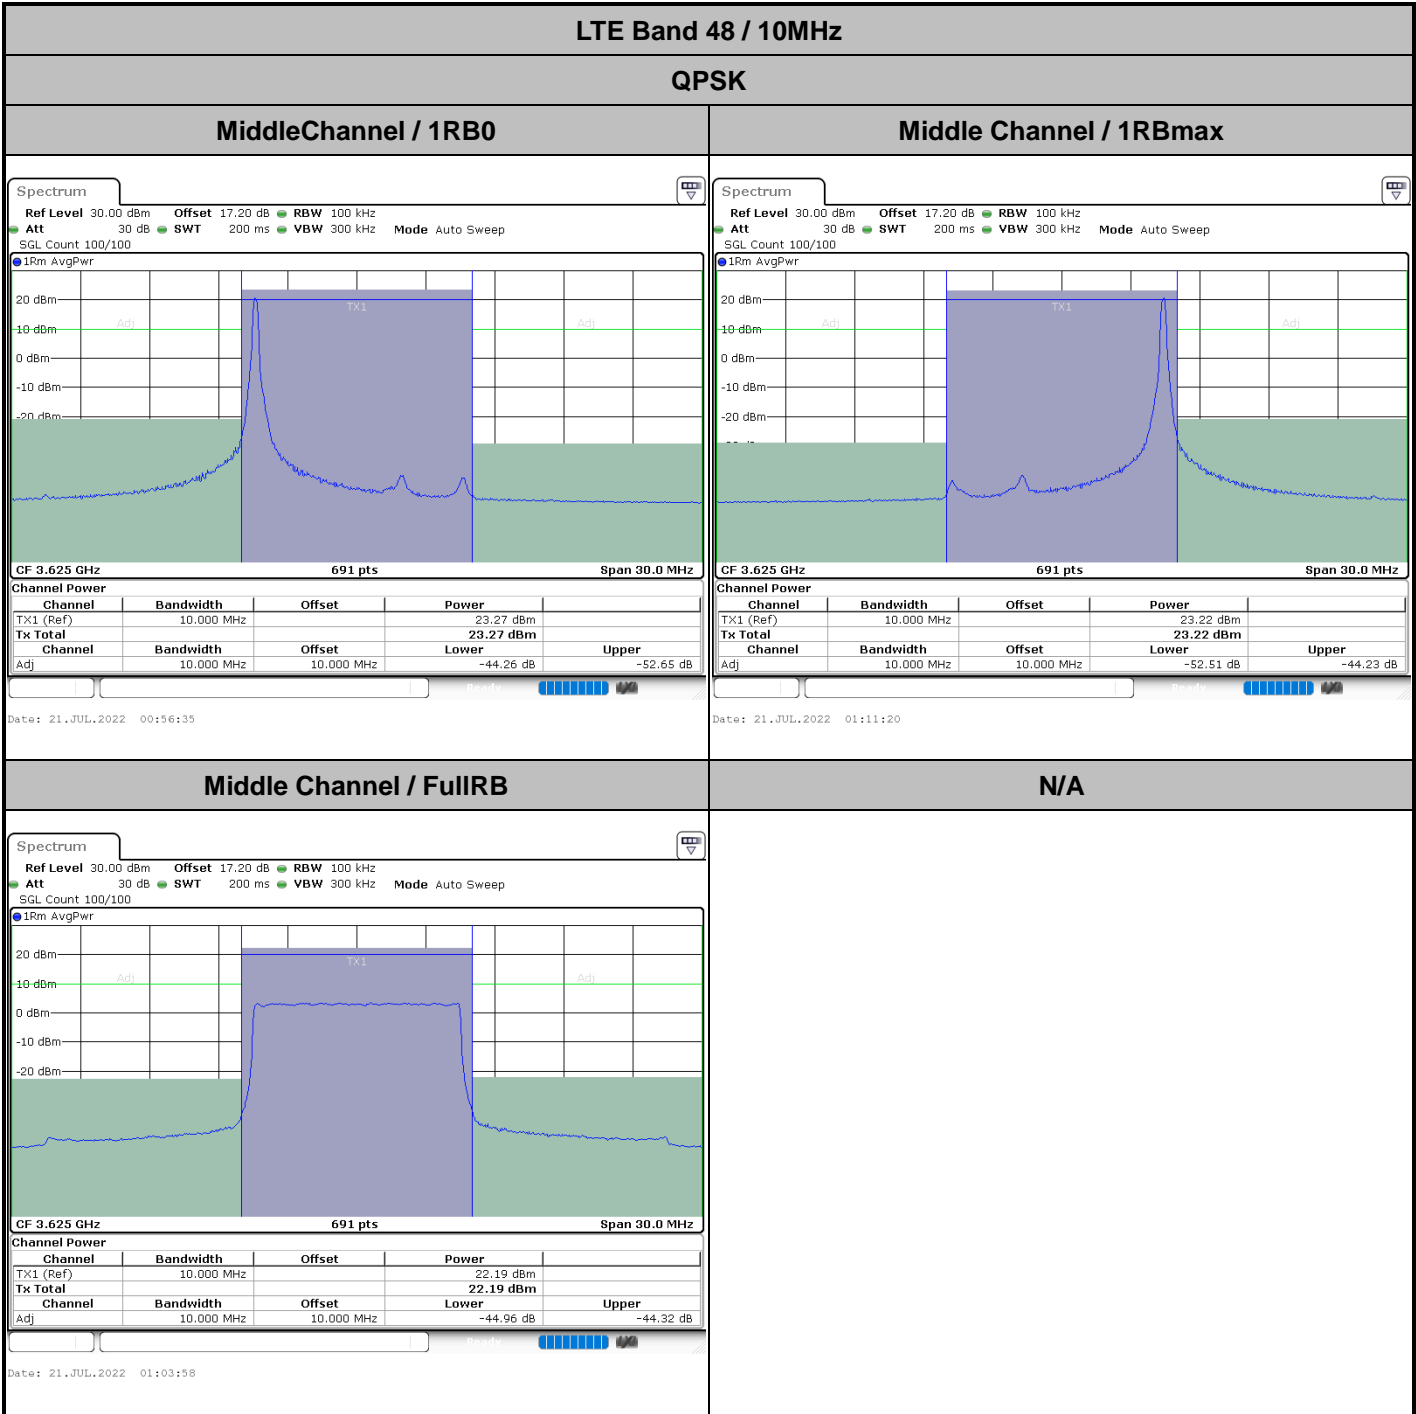 LTE Band 48 / 10MHz
QPSK
MiddleChannel / 1RB0
Middle Channel / 1RBmax
Spectrum
Ref Level 30.00 dBm Offset 17.20 dB RBW 100 kHz
Att 30 dB SWT 200 ms VBW 300 kHz Mode Auto Sweep
SGL Count 100/100
1Rm AvgPwr
20 dBm
10 dBm
0 dBm
-10 dBm
-20 dBm
Adj
TX1
Adj
CF 3.625 GHz 691 pts Span 30.0 MHz
Channel Power
Channel Bandwidth Offset Power
TX1 (Ref) 10.000 MHz 23.27 dBm
Tx Total 23.27 dBm
Channel Bandwidth Offset Lower Upper
Adj 10.000 MHz 10.000 MHz -44.26 dB -52.65 dB
Ready
Date: 21.JUL.2022 00:56:35
Spectrum
Ref Level 30.00 dBm Offset 17.20 dB RBW 100 kHz
Att 30 dB SWT 200 ms VBW 300 kHz Mode Auto Sweep
SGL Count 100/100
1Rm AvgPwr
20 dBm
10 dBm
0 dBm
-10 dBm
-20 dBm
Adj
TX1
Adj
CF 3.625 GHz 691 pts Span 30.0 MHz
Channel Power
Channel Bandwidth Offset Power
TX1 (Ref) 10.000 MHz 23.22 dBm
Tx Total 23.22 dBm
Channel Bandwidth Offset Lower Upper
Adj 10.000 MHz 10.000 MHz -52.51 dB -44.23 dB
Ready
Date: 21.JUL.2022 01:11:20
Middle Channel / FullRB
N/A
Spectrum
Ref Level 30.00 dBm Offset 17.20 dB RBW 100 kHz
Att 30 dB SWT 200 ms VBW 300 kHz Mode Auto Sweep
SGL Count 100/100
1Rm AvgPwr
20 dBm
10 dBm
0 dBm
-10 dBm
-20 dBm
Adj
TX1
Adj
CF 3.625 GHz 691 pts Span 30.0 MHz
Channel Power
Channel Bandwidth Offset Power
TX1 (Ref) 10.000 MHz 22.19 dBm
Tx Total 22.19 dBm
Channel Bandwidth Offset Lower Upper
Adj 10.000 MHz 10.000 MHz -44.96 dB -44.32 dB
Ready
Date: 21.JUL.2022 01:03:58